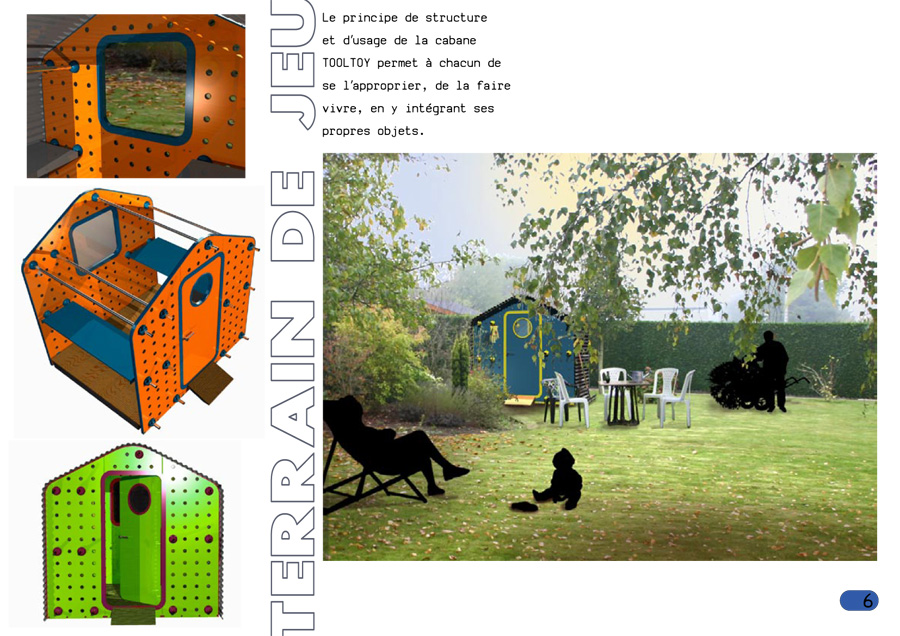 TERRAIN DE JEU
Le principe de structure
et d'usage de la cabane
TOOLTOY permet à chacun de
se l'approprier, de la faire
vivre, en y intégrant ses
propres objets.
6